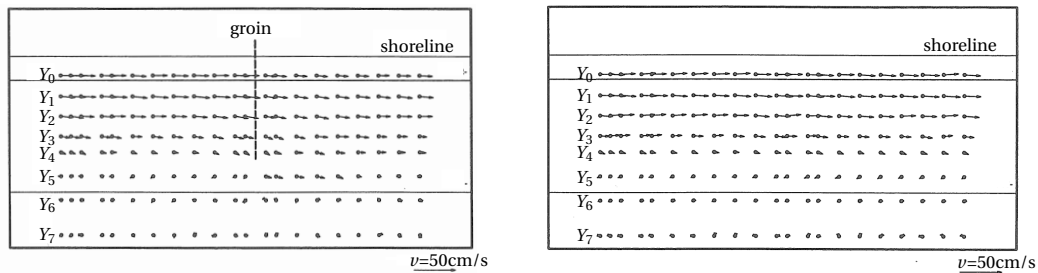 groin
shoreline
Y0
Y1
Y2
Y3
Y4
Y5
Y6
Y7
v=50cm/s
shoreline
Y0
Y1
Y2
Y3
Y4
Y5
Y6
Y7
v=50cm/s